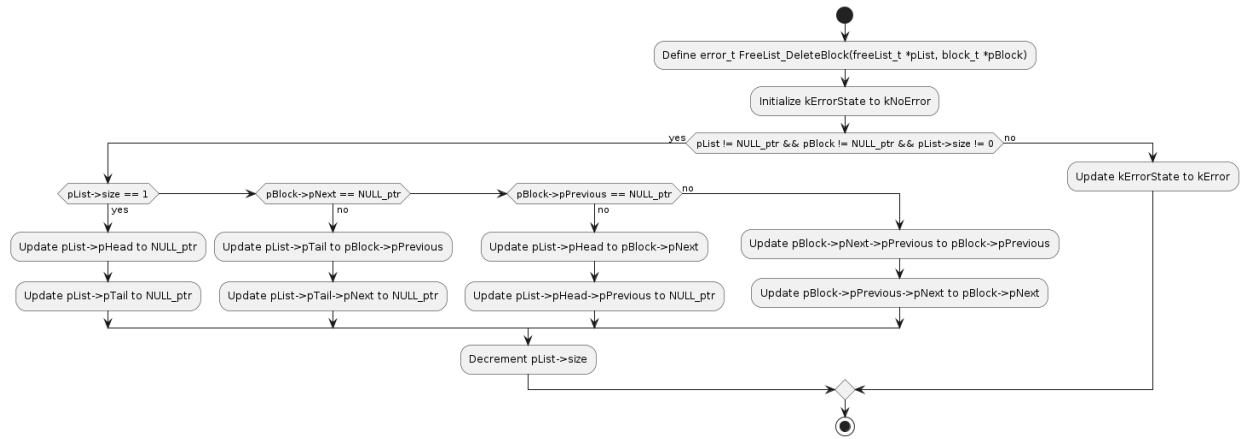 Define error_t FreeList_DeleteBlock(freeList_t *pList, block_t *pBlock)
Initialize kErrorState to kNoError
yes
pList != NULL_ptr && pBlock != NULL_ptr && pList->size != 0
no
pList->size == 1
yes
pBlock->pNext == NULL_ptr
no
pBlock->pPrevious == NULL_ptr
no
no
Update kErrorState to kError
Update pList->pHead to NULL_ptr
Update pList->pTail to pBlock->pPrevious
Update pList->pHead to pBlock->pNext
Update pBlock->pNext->pPrevious to pBlock->pPrevious
Update pList->pTail to NULL_ptr
Update pList->pTail->pNext to NULL_ptr
Update pList->pHead->pPrevious to NULL_ptr
Update pBlock->pPrevious->pNext to pBlock->pNext
Decrement pList->size